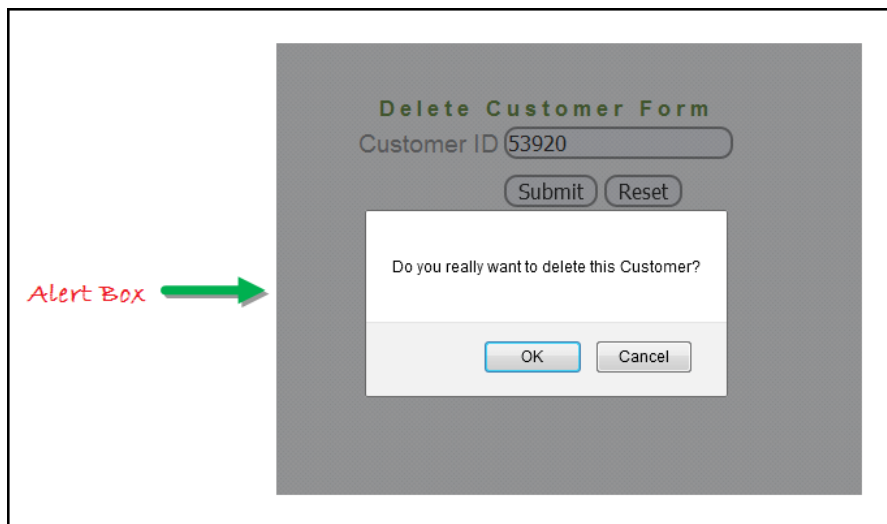 Delete Customer Form
Customer ID 53920
Submit Reset
Do you really want to delete this Customer?
Alert Box
OK Cancel